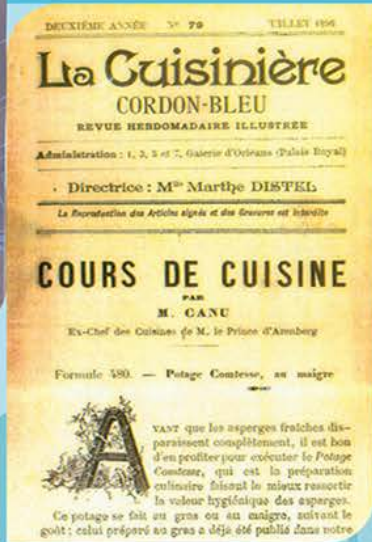 DEUXIÈME ANNÉE N° 79 1896
La Cuisinière
CORDON-BLEU
REVUE HEBDOMADAIRE ILLUSTRÉE
Administration : 1, 3, 5 et 7, Galerie d'Orléans (Palais Royal)
Directrice : Mlle Marthe DISTEL
La Reproduction des Articles signés et des Gravures est interdite
COURS DE CUISINE
PAR
M. CANU
Ex-Chef des Cuisines de M. le Prince d'Arenberg
Formule 480. — Potage Comtesse, au maigre
AVANT que les asperges fraîches dis-
paraissent complètement, il est bon
d'en profiter pour exécuter le Potage
Comtesse, qui est la préparation
culinaire faisant le mieux ressortir
la valeur hygiénique des asperges.
Ce potage se fait au gras ou au maigre, suivant le
goût ; celui préparé au gras a déjà été publié dans notre